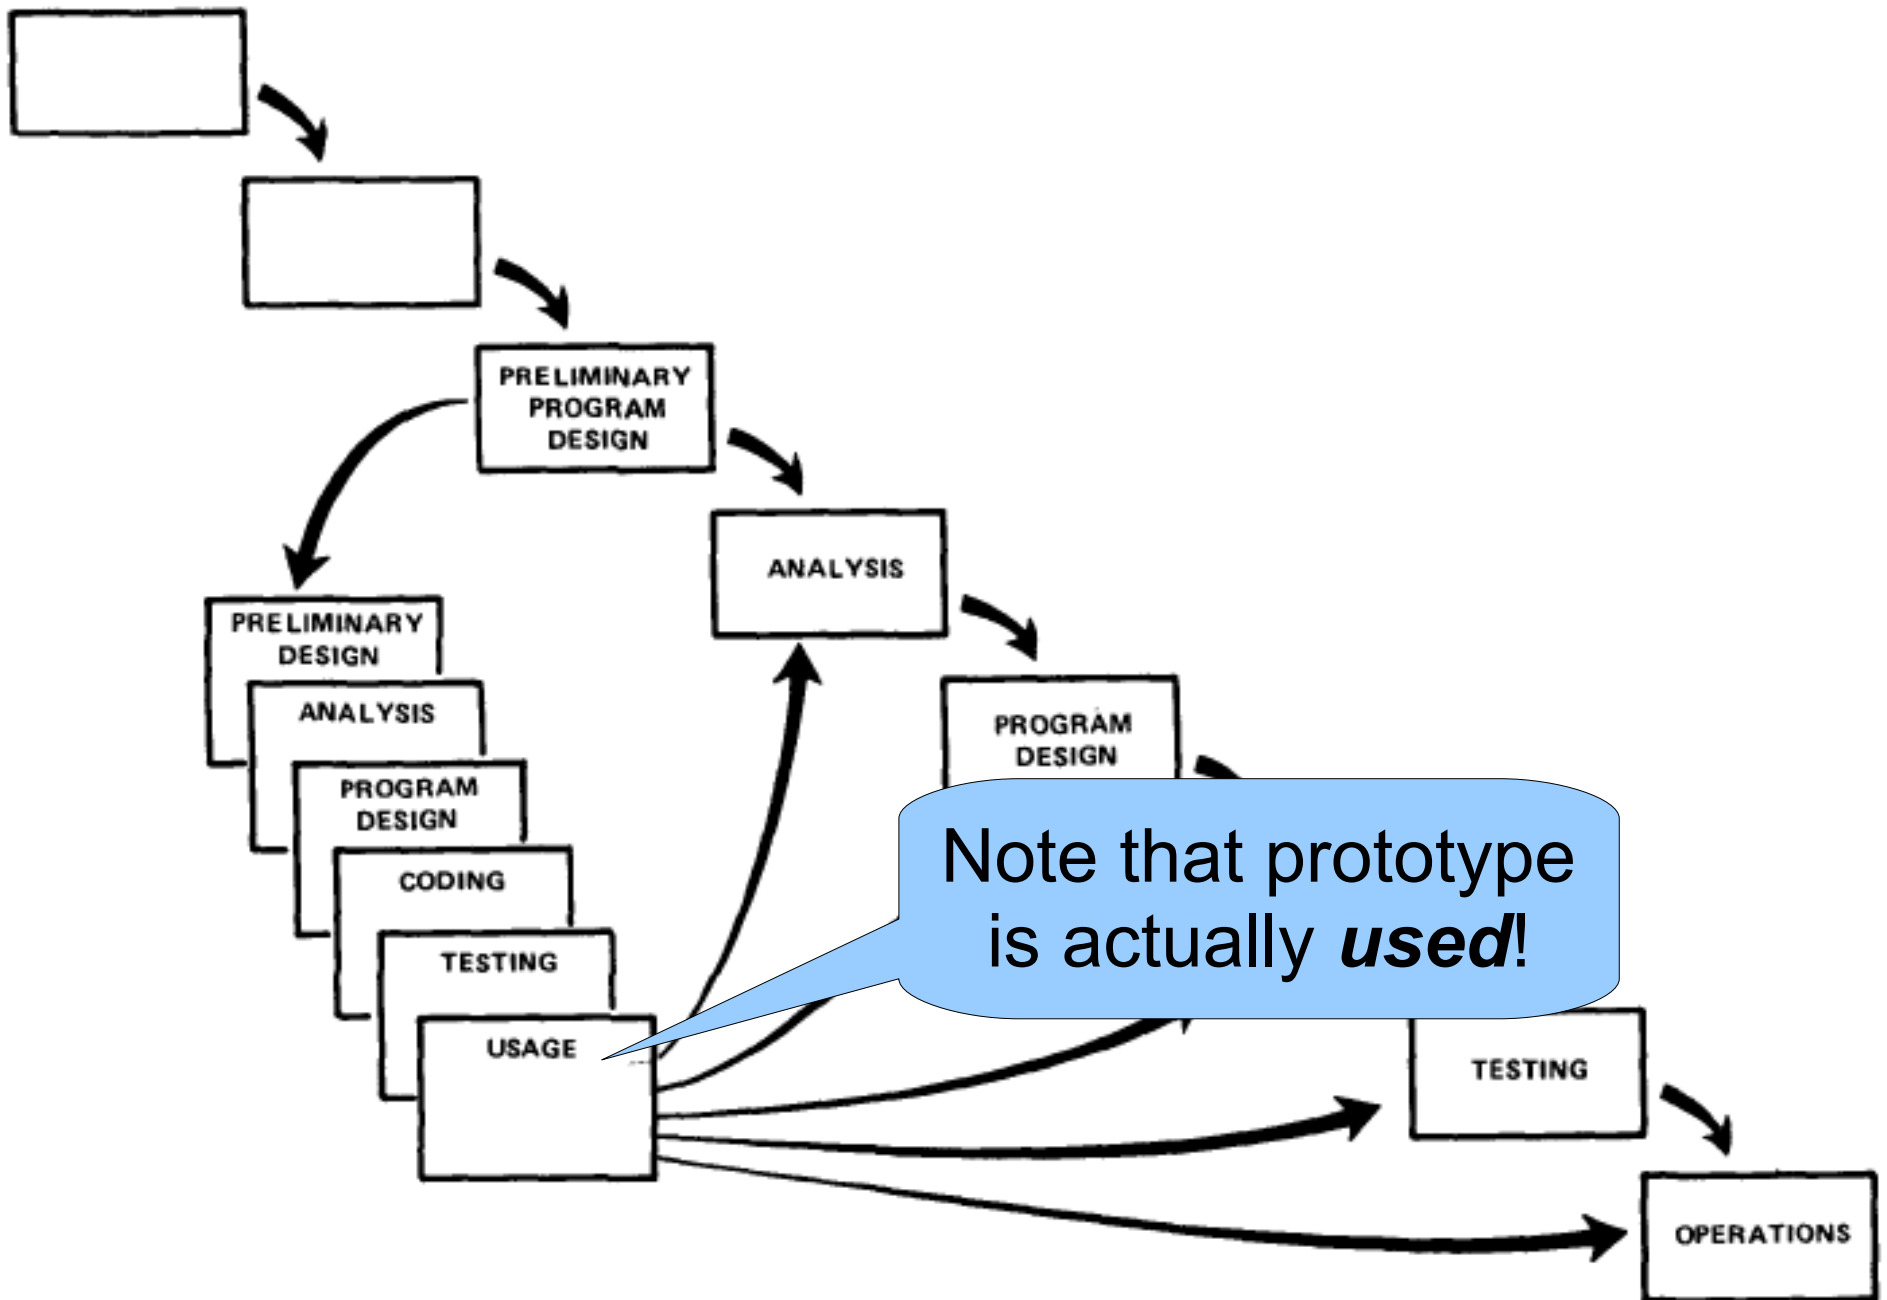 PRELIMINARY
PROGRAM
DESIGN
ANALYSIS
PRELIMINARY
DESIGN
ANALYSIS
PROGRAM
DESIGN
CODING
TESTING
USAGE
PROGRAM
DESIGN
Note that prototype
is actually used!
TESTING
OPERATIONS